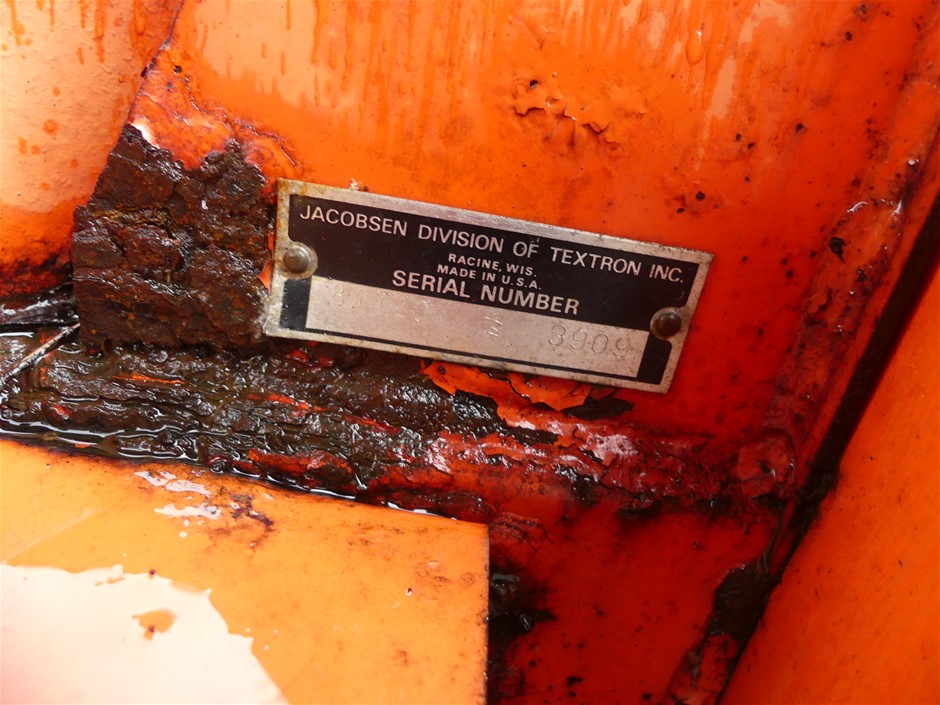 JACOBSEN DIVISION OF TEXTRON INC.
RACINE, WIS.
MADE IN U.S.A.
SERIAL NUMBER
3909